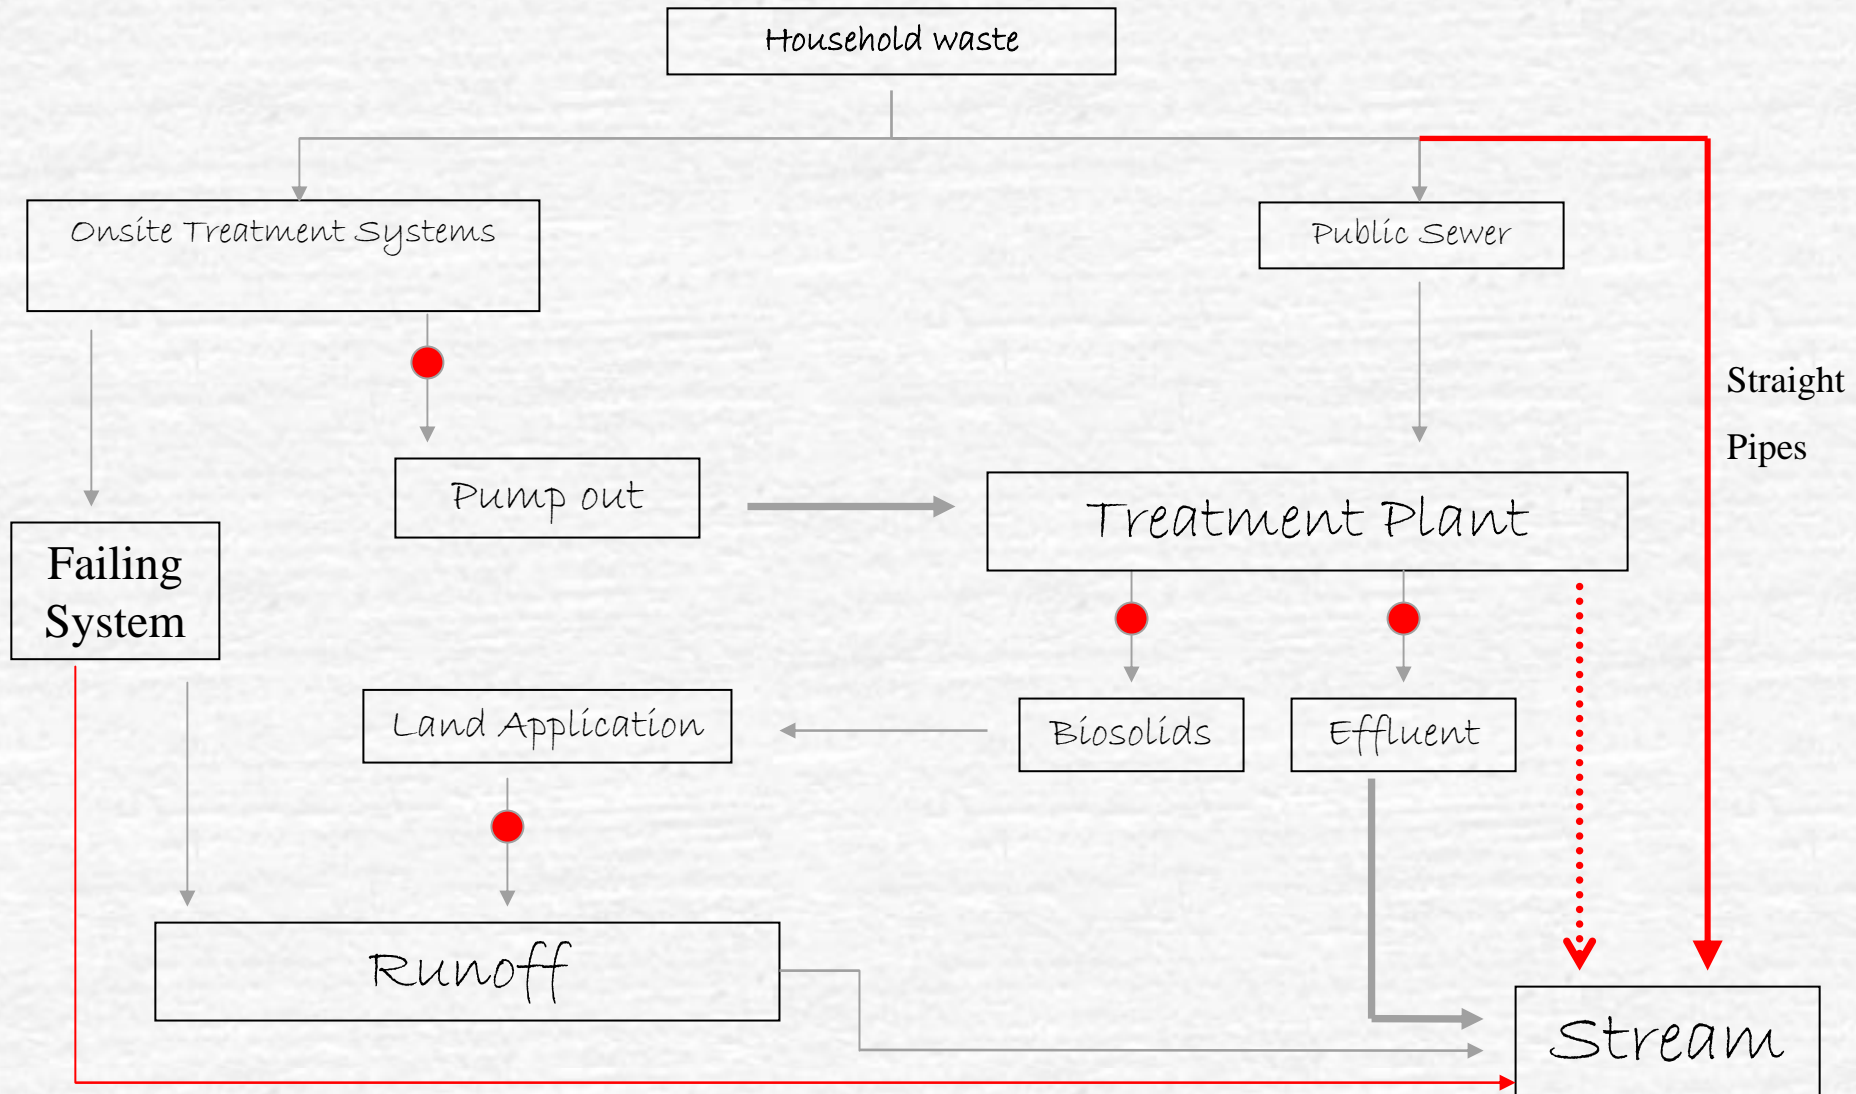 Household waste
Onsite Treatment Systems
Public Sewer
Straight
Pipes
Pump out
Treatment Plant
Failing
System
Land Application
Biosolids
Effluent
Runoff
Stream